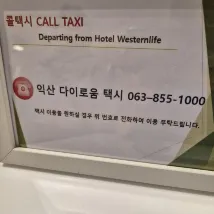 콜택시 CALL TAXI
Departing from Hotel Westernlife
익산 다이로움 택시 063-855-1000
택시 이용을 원하실 경우 위 번호로 전화하여 이용 부탁드립니다.